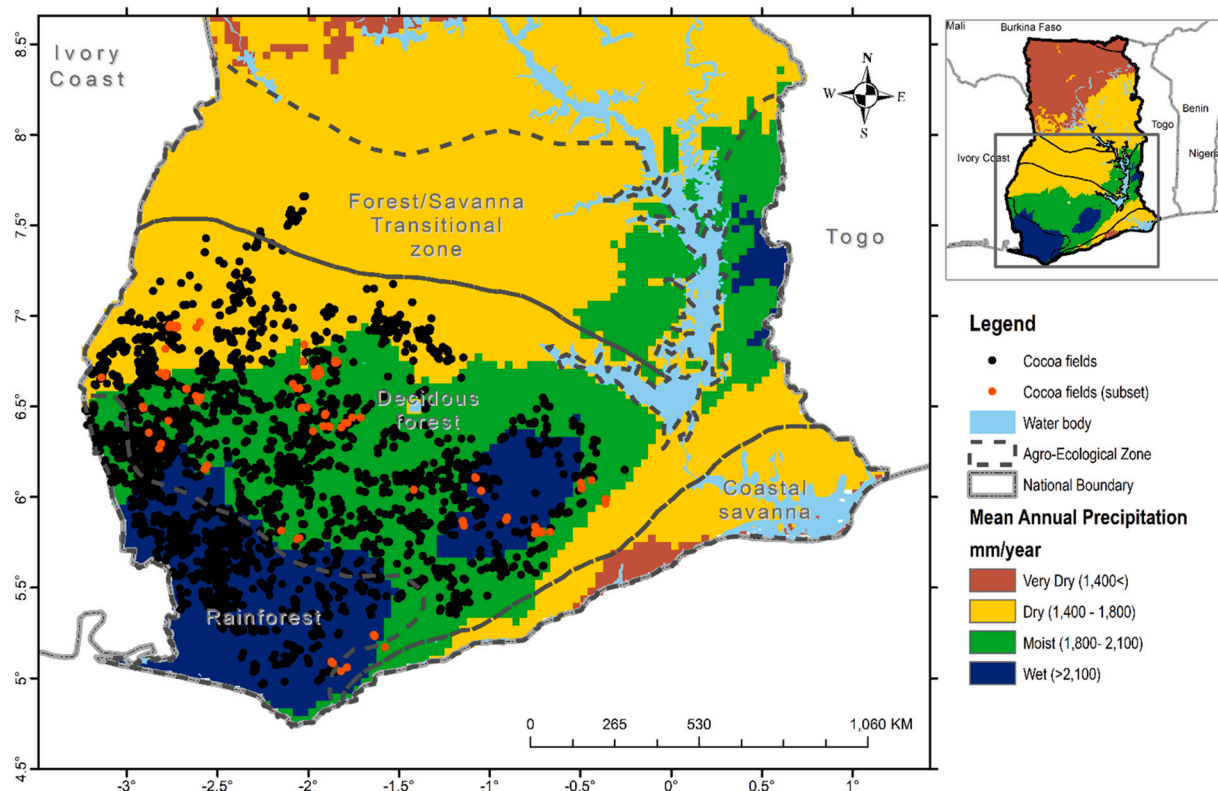 Ivory
Coast
Forest/Savanna
Transitional
zone
Togo
Decidous
forest
Coastal
savanna
Rainforest
N
W
E
S
0
265
530
1,060 KM
8.5°
8°
7.5°
7°
6.5°
6°
5.5°
5°
4.5°
-3°
-2.5°
-2°
-1.5°
-1°
-0.5°
0°
0.5°
1°
Mali
Burkina Faso
Benin
Togo
Ivory Coast
Nigeria
Legend
Cocoa fields
Cocoa fields (subset)
Water body
Agro-Ecological Zone
National Boundary
Mean Annual Precipitation
mm/year
Very Dry (1,400<)
Dry (1,400 - 1,800)
Moist (1,800- 2,100)
Wet (>2,100)